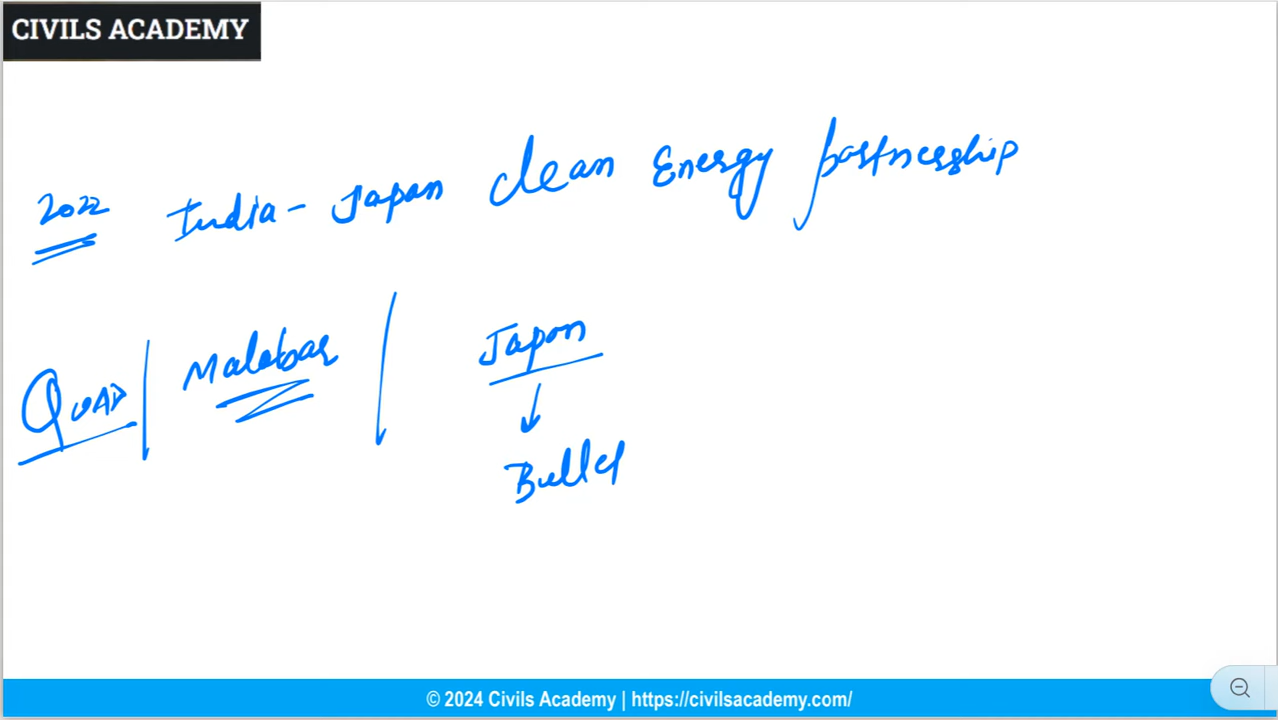 CIVILS ACADEMY
2022 India - Japan clean Energy partnership
QUAD | Malabar | Japan
Bullet
© 2024 Civils Academy | https://civilsacademy.com/